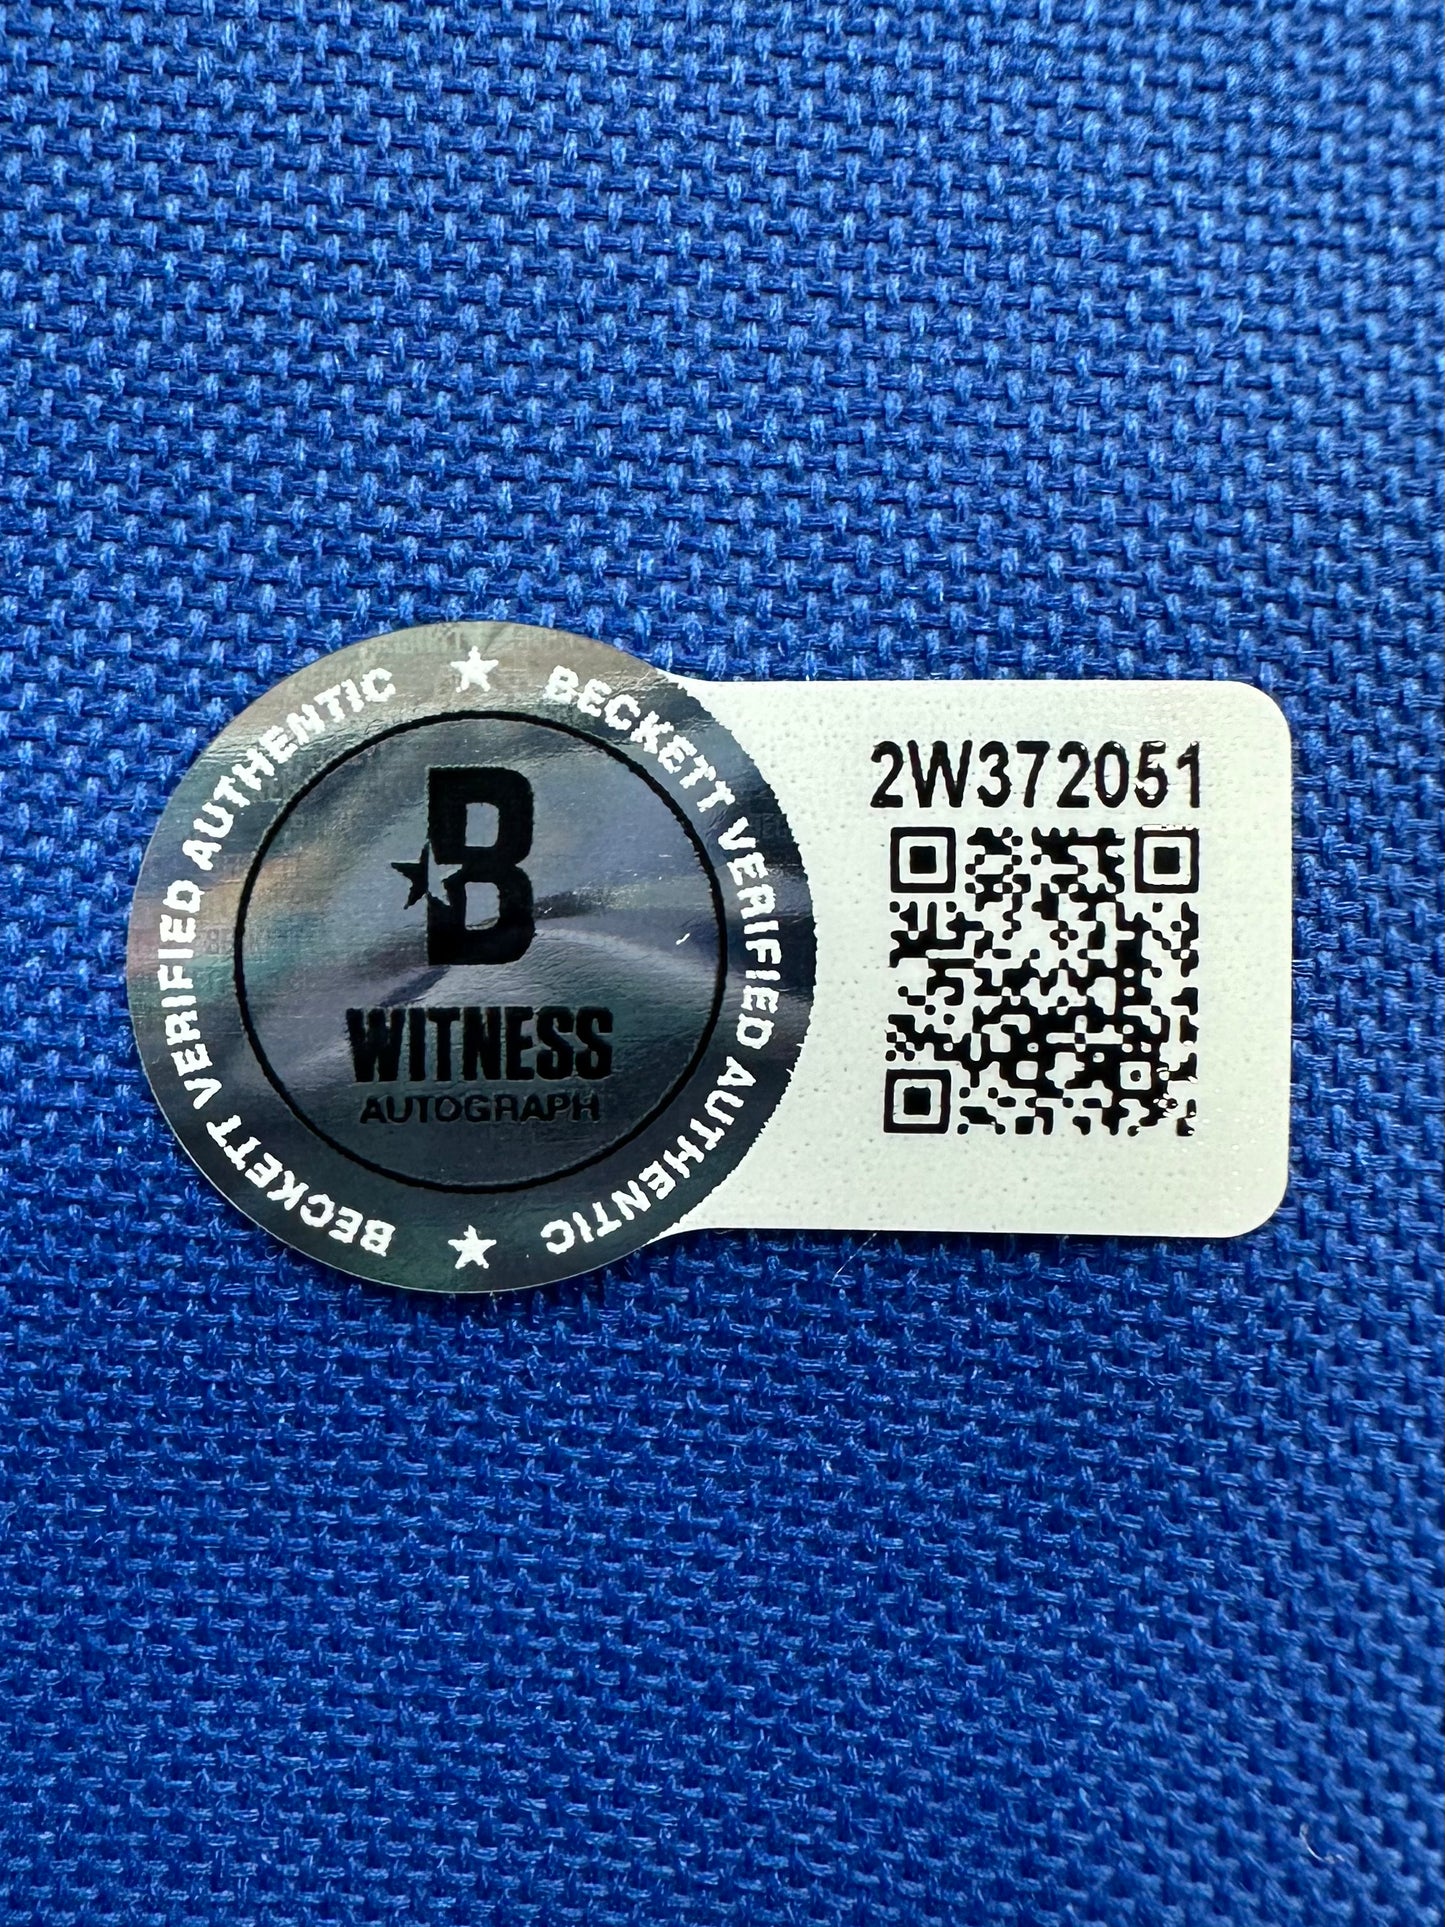 BECKETT VERIFIED AUTHENTIC
BECKETT VERIFIED AUTHENTIC
B
WITNESS
AUTOGRAPH
2W372051